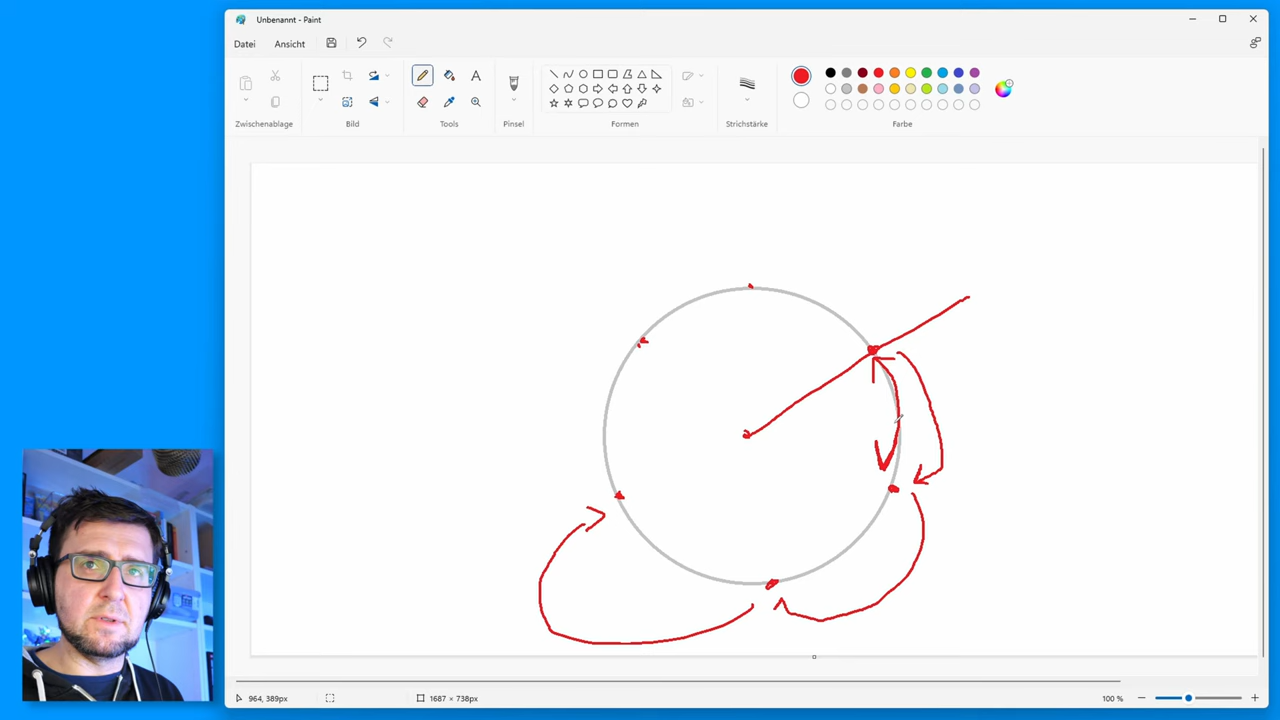 Unbenannt - Paint
Datei
Ansicht
A
Zwischenablage
Bild
Tools
Pinsel
Formen
Strichstärke
Farbe
964, 389px
1687 × 738px
100 %